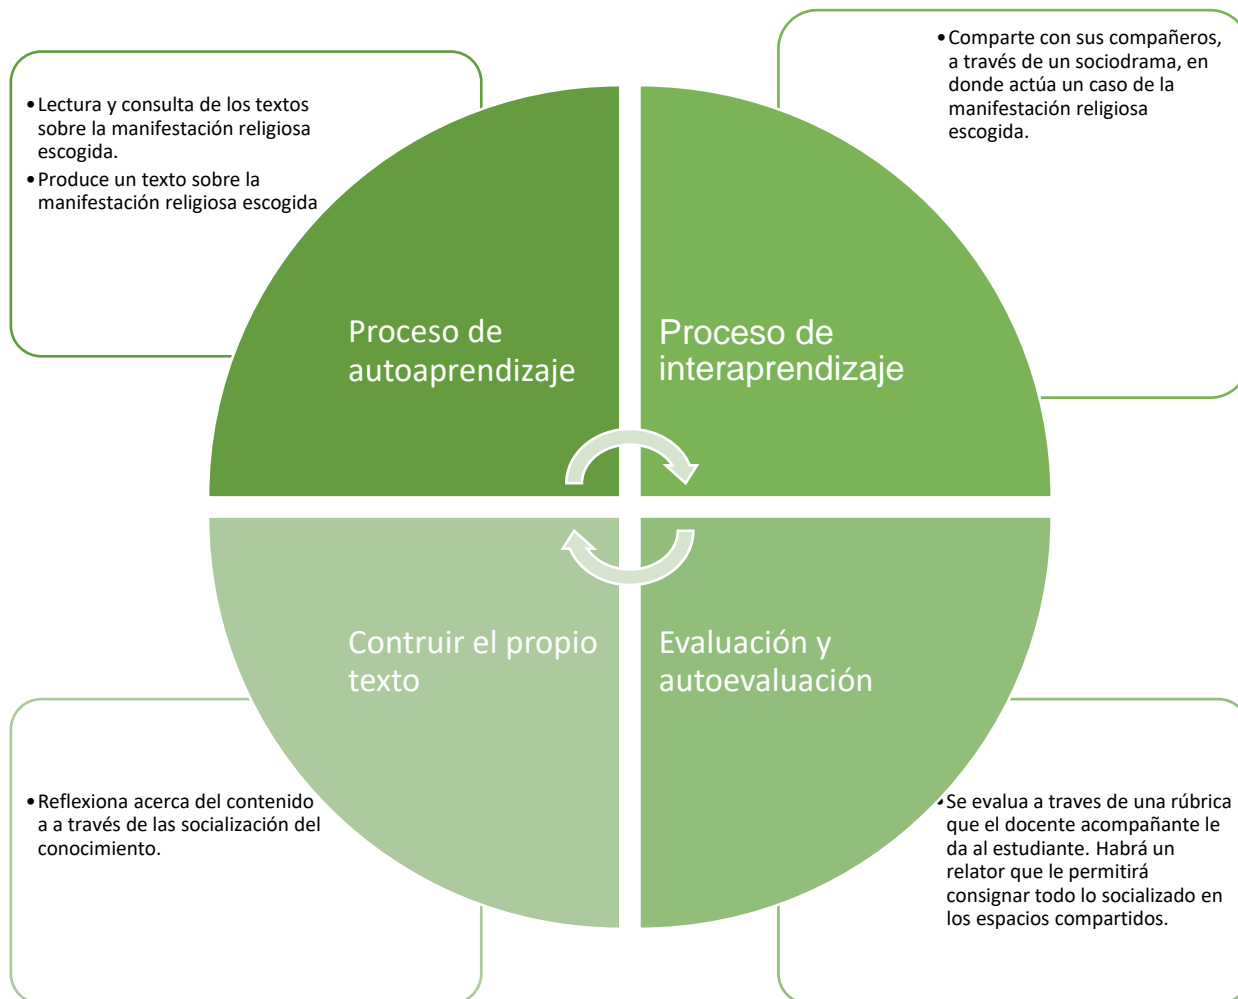 •Lectura y consulta de los textos
sobre la manifestación religiosa
escogida.
•Produce un texto sobre la
manifestación religiosa escogida
•Comparte con sus compañeros,
a través de un sociodrama, en
donde actúa un caso de la
manifestación religiosa
escogida.
Proceso de
autoaprendizaje
Proceso de
interaprendizaje
Contruir el propio
texto
Evaluación y
autoevaluación
•Reflexiona acerca del contenido
a a través de las socialización del
conocimiento.
•Se evalua a traves de una rúbrica
que el docente acompañante le
da al estudiante. Habrá un
relator que le permitirá
consignar todo lo socializado en
los espacios compartidos.